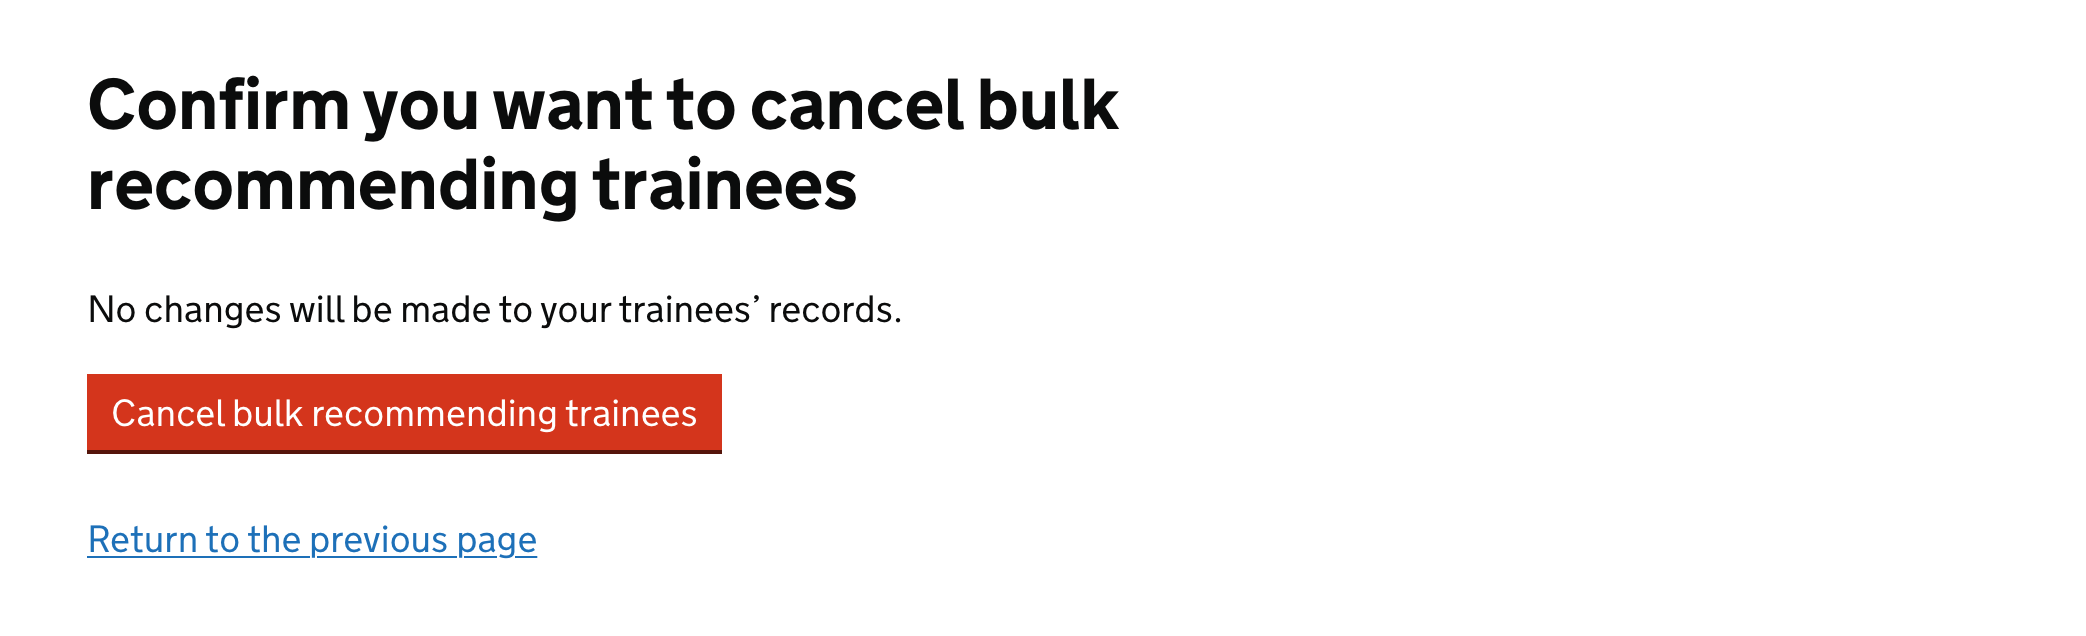 Confirm you want to cancel bulk
recommending trainees
No changes will be made to your trainees’ records.
Cancel bulk recommending trainees
Return to the previous page